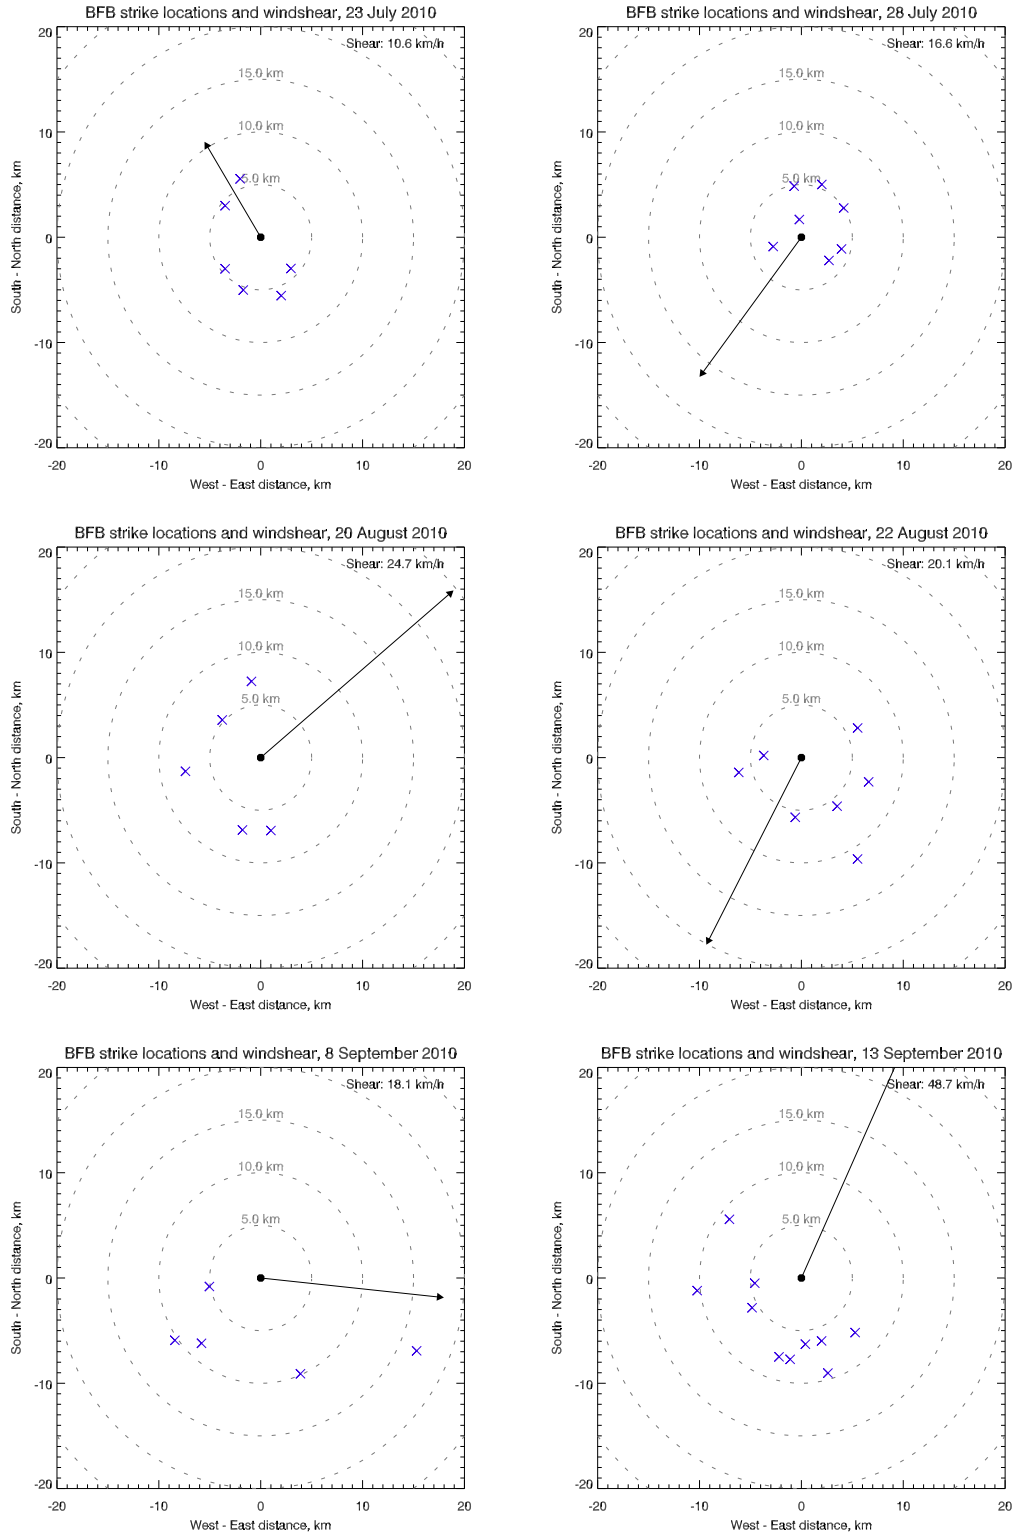 BFB strike locations and windshear, 23 July 2010
Shear: 10.6 km/h
20
15.0 km
10.0 km
10
5.0 km
0
-10
-20
-20 -10 0 10 20
South - North distance, km
West - East distance, km
BFB strike locations and windshear, 28 July 2010
Shear: 16.6 km/h
20
15.0 km
10.0 km
10
5.0 km
0
-10
-20
-20 -10 0 10 20
South - North distance, km
West - East distance, km
BFB strike locations and windshear, 20 August 2010
Shear: 24.7 km/h
20
15.0 km
10.0 km
10
5.0 km
0
-10
-20
-20 -10 0 10 20
South - North distance, km
West - East distance, km
BFB strike locations and windshear, 22 August 2010
Shear: 20.1 km/h
20
15.0 km
10.0 km
10
5.0 km
0
-10
-20
-20 -10 0 10 20
South - North distance, km
West - East distance, km
BFB strike locations and windshear, 8 September 2010
Shear: 18.1 km/h
20
15.0 km
10.0 km
10
5.0 km
0
-10
-20
-20 -10 0 10 20
South - North distance, km
West - East distance, km
BFB strike locations and windshear, 13 September 2010
Shear: 48.7 km/h
20
15.0 km
10.0 km
10
5.0 km
0
-10
-20
-20 -10 0 10 20
South - North distance, km
West - East distance, km